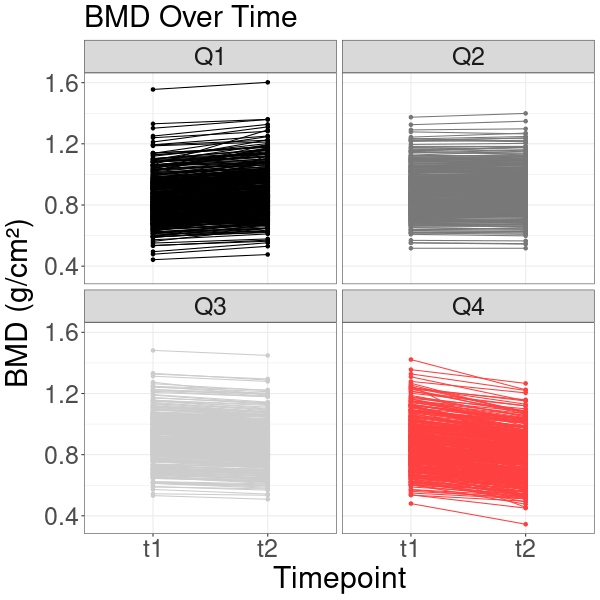 BMD Over Time
Q1
Q2
1.6
1.2
0.8
0.4
Q3
Q4
1.6
1.2
0.8
0.4
BMD (g/cm²)
t1
t2
t1
t2
Timepoint